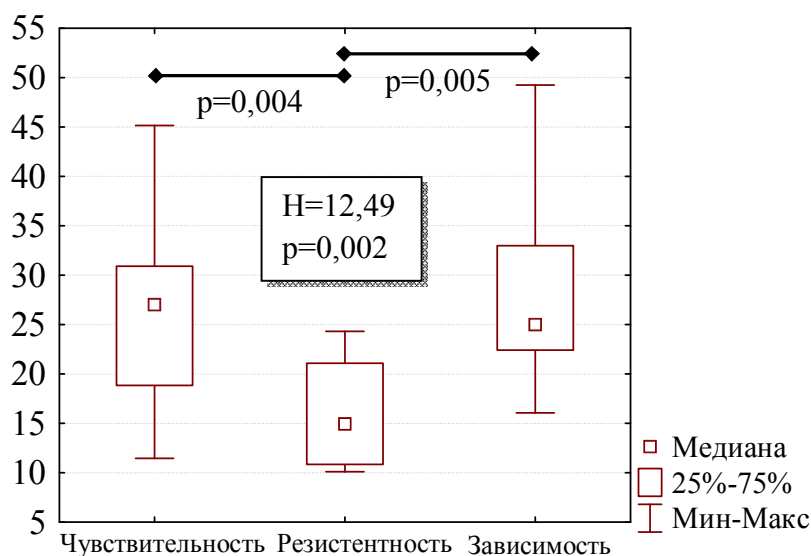 55
50
45
40
35
30
25
20
15
10
5
p=0,004
p=0,005
H=12,49
p=0,002
Чувствительность Резистентность Зависимость
Медиана
25%-75%
Мин-Макс